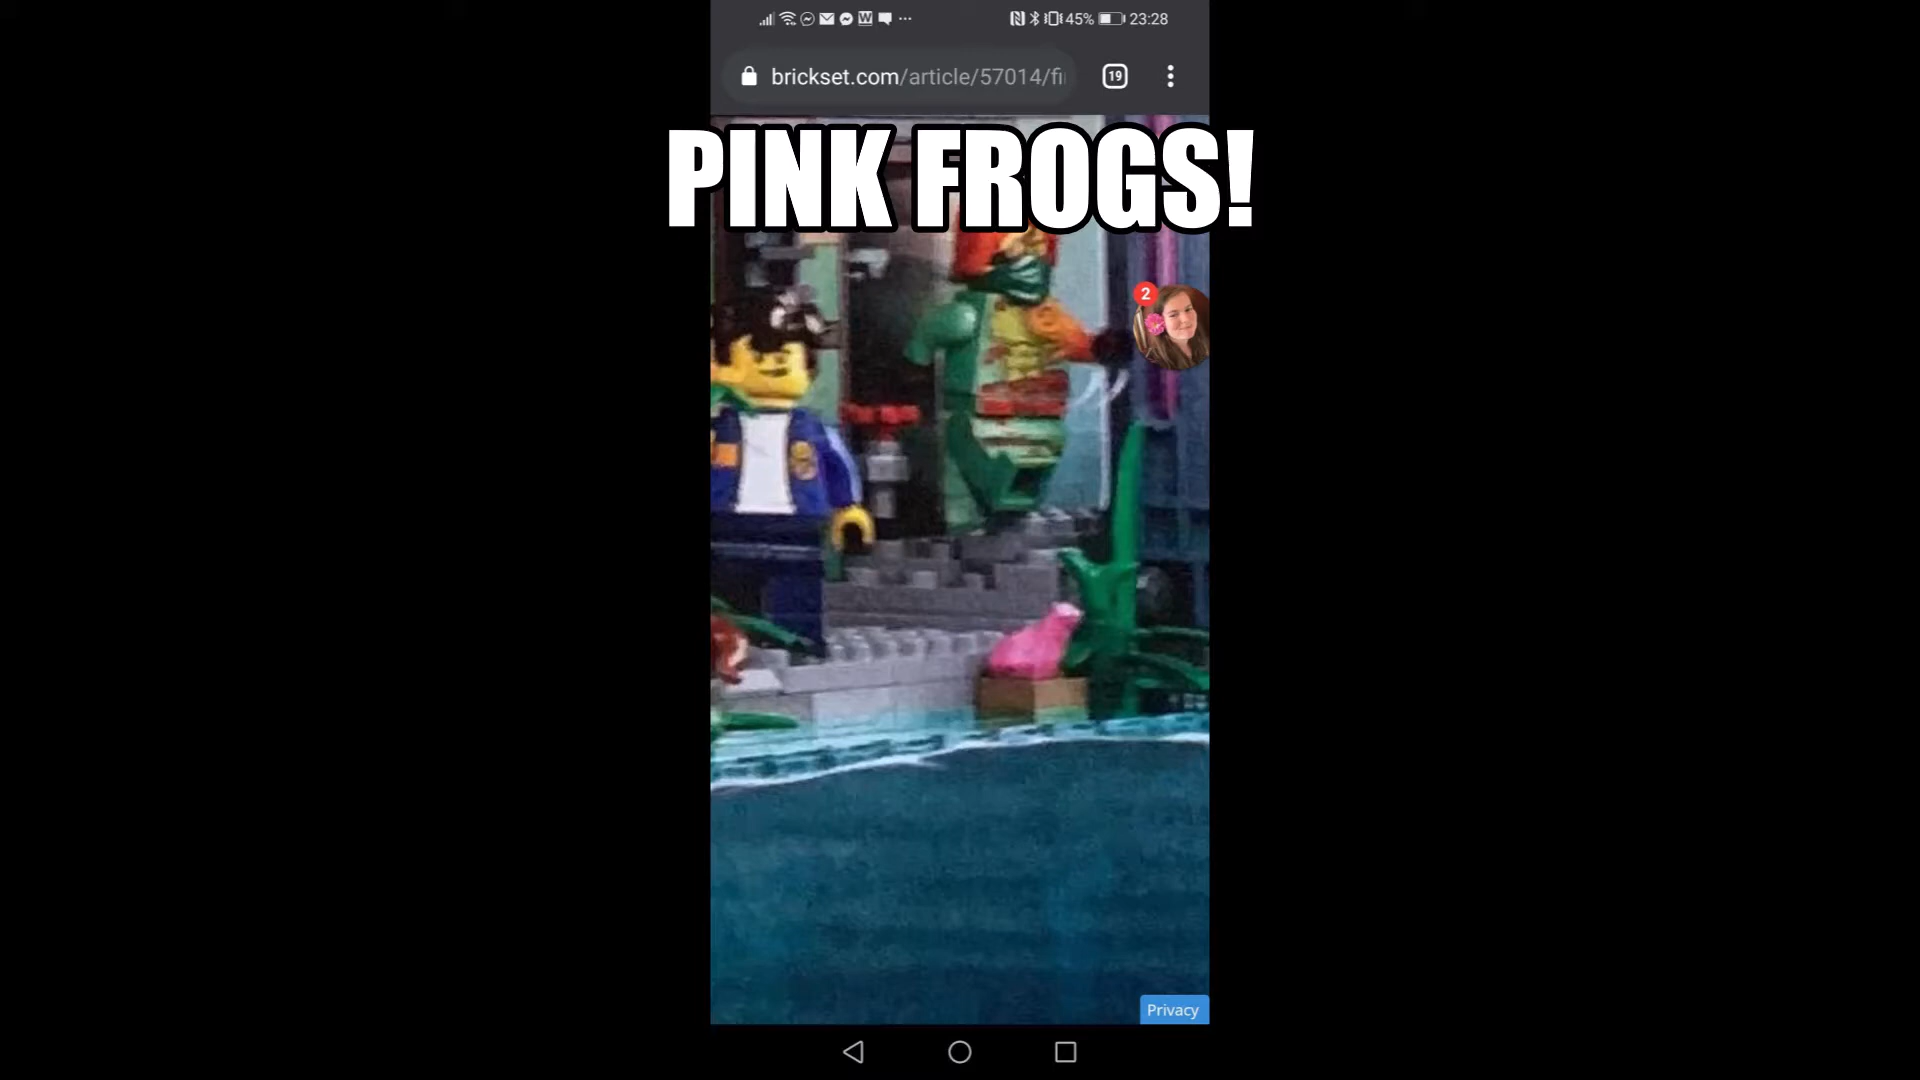 45% 23:28
brickset.com/article/57014/fi
19
PINK FROGS!
2
Privacy